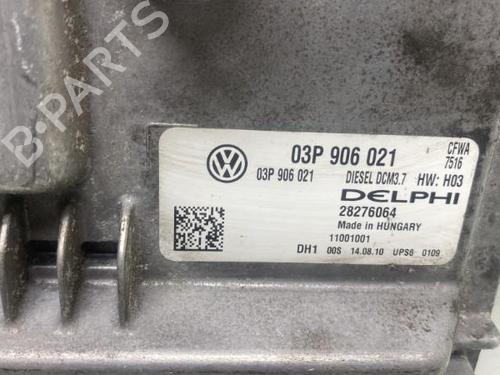 B-PARTS
03P 906 021
CFWA
7516
03P 906 021
DIESEL DCM3.7
HW: H03
DELPHI
28276064
Made in HUNGARY
11001001
DH1 00S 14.08.10 UPS6 0109